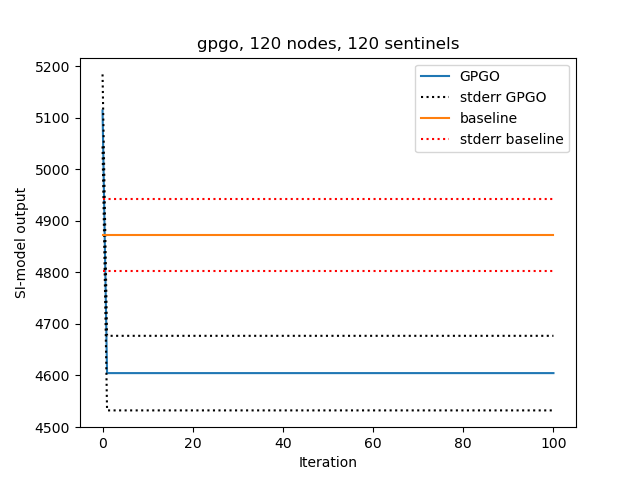 gpgo, 120 nodes, 120 sentinels
GPGO
stderr GPGO
baseline
stderr baseline
SI-model output
5200
5100
5000
4900
4800
4700
4600
4500
0 20 40 60 80 100
Iteration